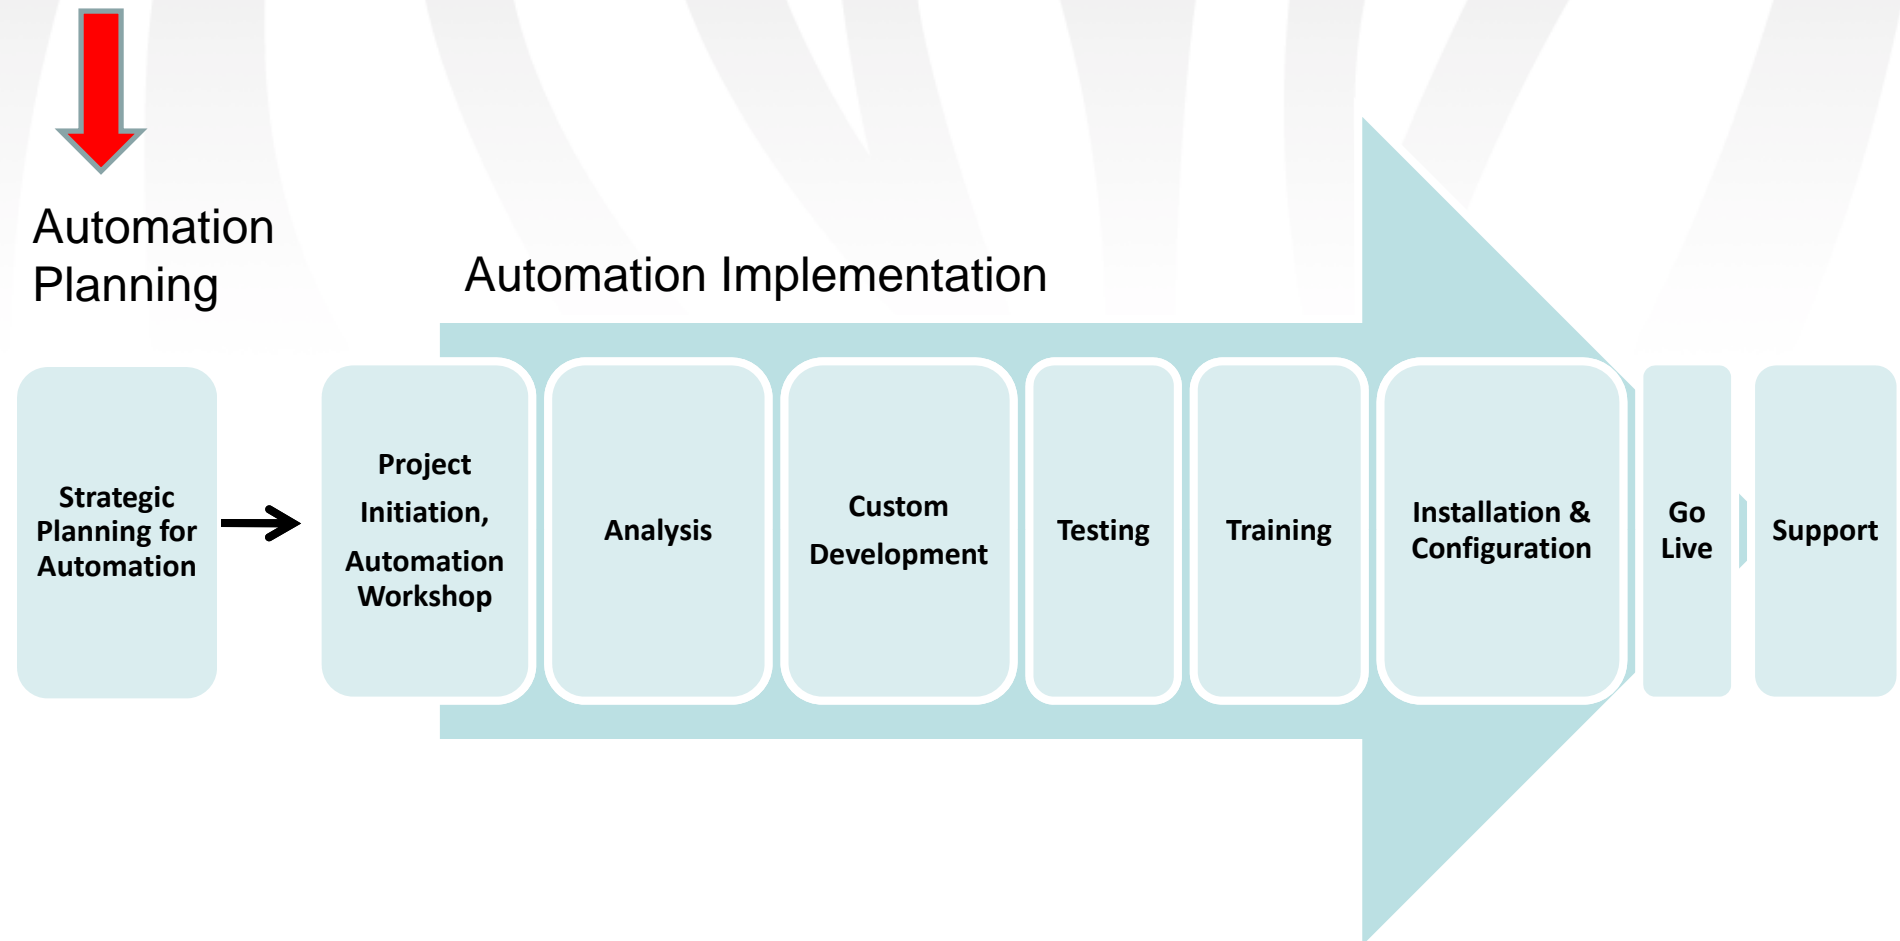 Automation
Planning
Automation Implementation
Strategic
Planning for
Automation
Project
Initiation,
Automation
Workshop
Analysis
Custom
Development
Testing
Training
Installation &
Configuration
Go
Live
Support